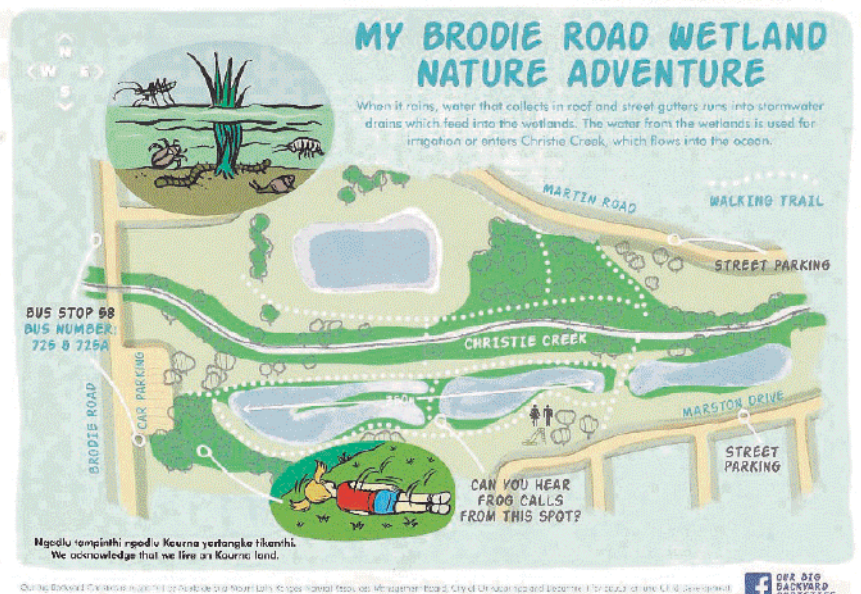 MY BRODIE ROAD WETLAND
NATURE ADVENTURE
When it rains, water that collects in roof and street gutters runs into stormwater
drains which feed into the wetlands. The water from the wetlands is used for
irrigation or enters Christie Creek, which flows into the ocean.
N
W E
S
MARTIN ROAD
WALKING TRAIL
STREET PARKING
BUS STOP 58
BUS NUMBER:
725 & 725A
CHRISTIE CREEK
CAR PARKING
BRODIE ROAD
MARSTON DRIVE
STREET
PARKING
CAN YOU HEAR
FROG CALLS
FROM THIS SPOT?
Ngadlu tampinthi ngadlu Kaurna yertangka tikanthi.
We acknowledge that we live on Kaurna land.
OUR BIG
BACKYARD